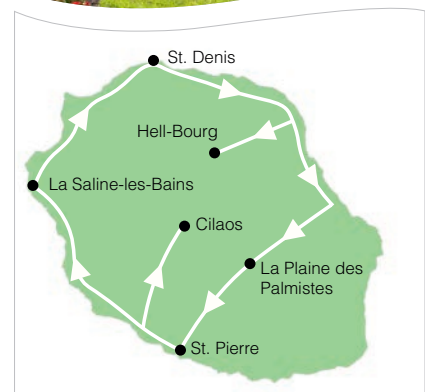 St. Denis
Hell-Bourg
La Saline-les-Bains
Cilaos
La Plaine des
Palmistes
St. Pierre